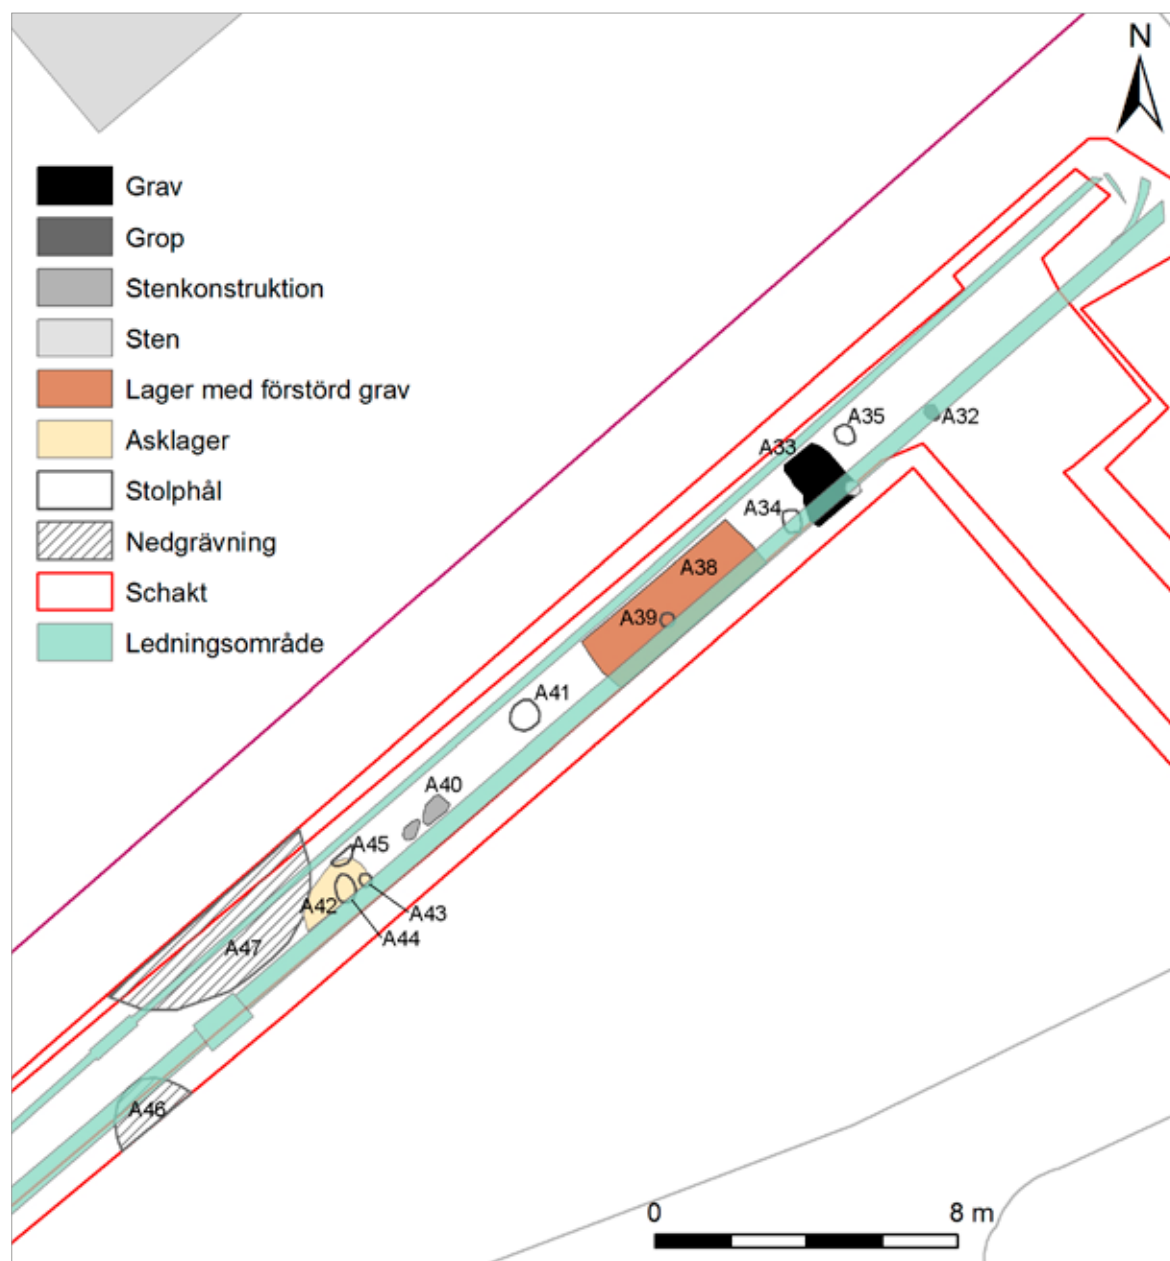 N
Grav
Grop
Stenkonstruktion
Sten
Lager med förstörd grav
Asklager
Stolphål
Nedgrävning
Schakt
Ledningsområde
A35
A32
A33
A34
A38
A39
A41
A40
A45
A42
A43
A44
A47
A46
0 8 m